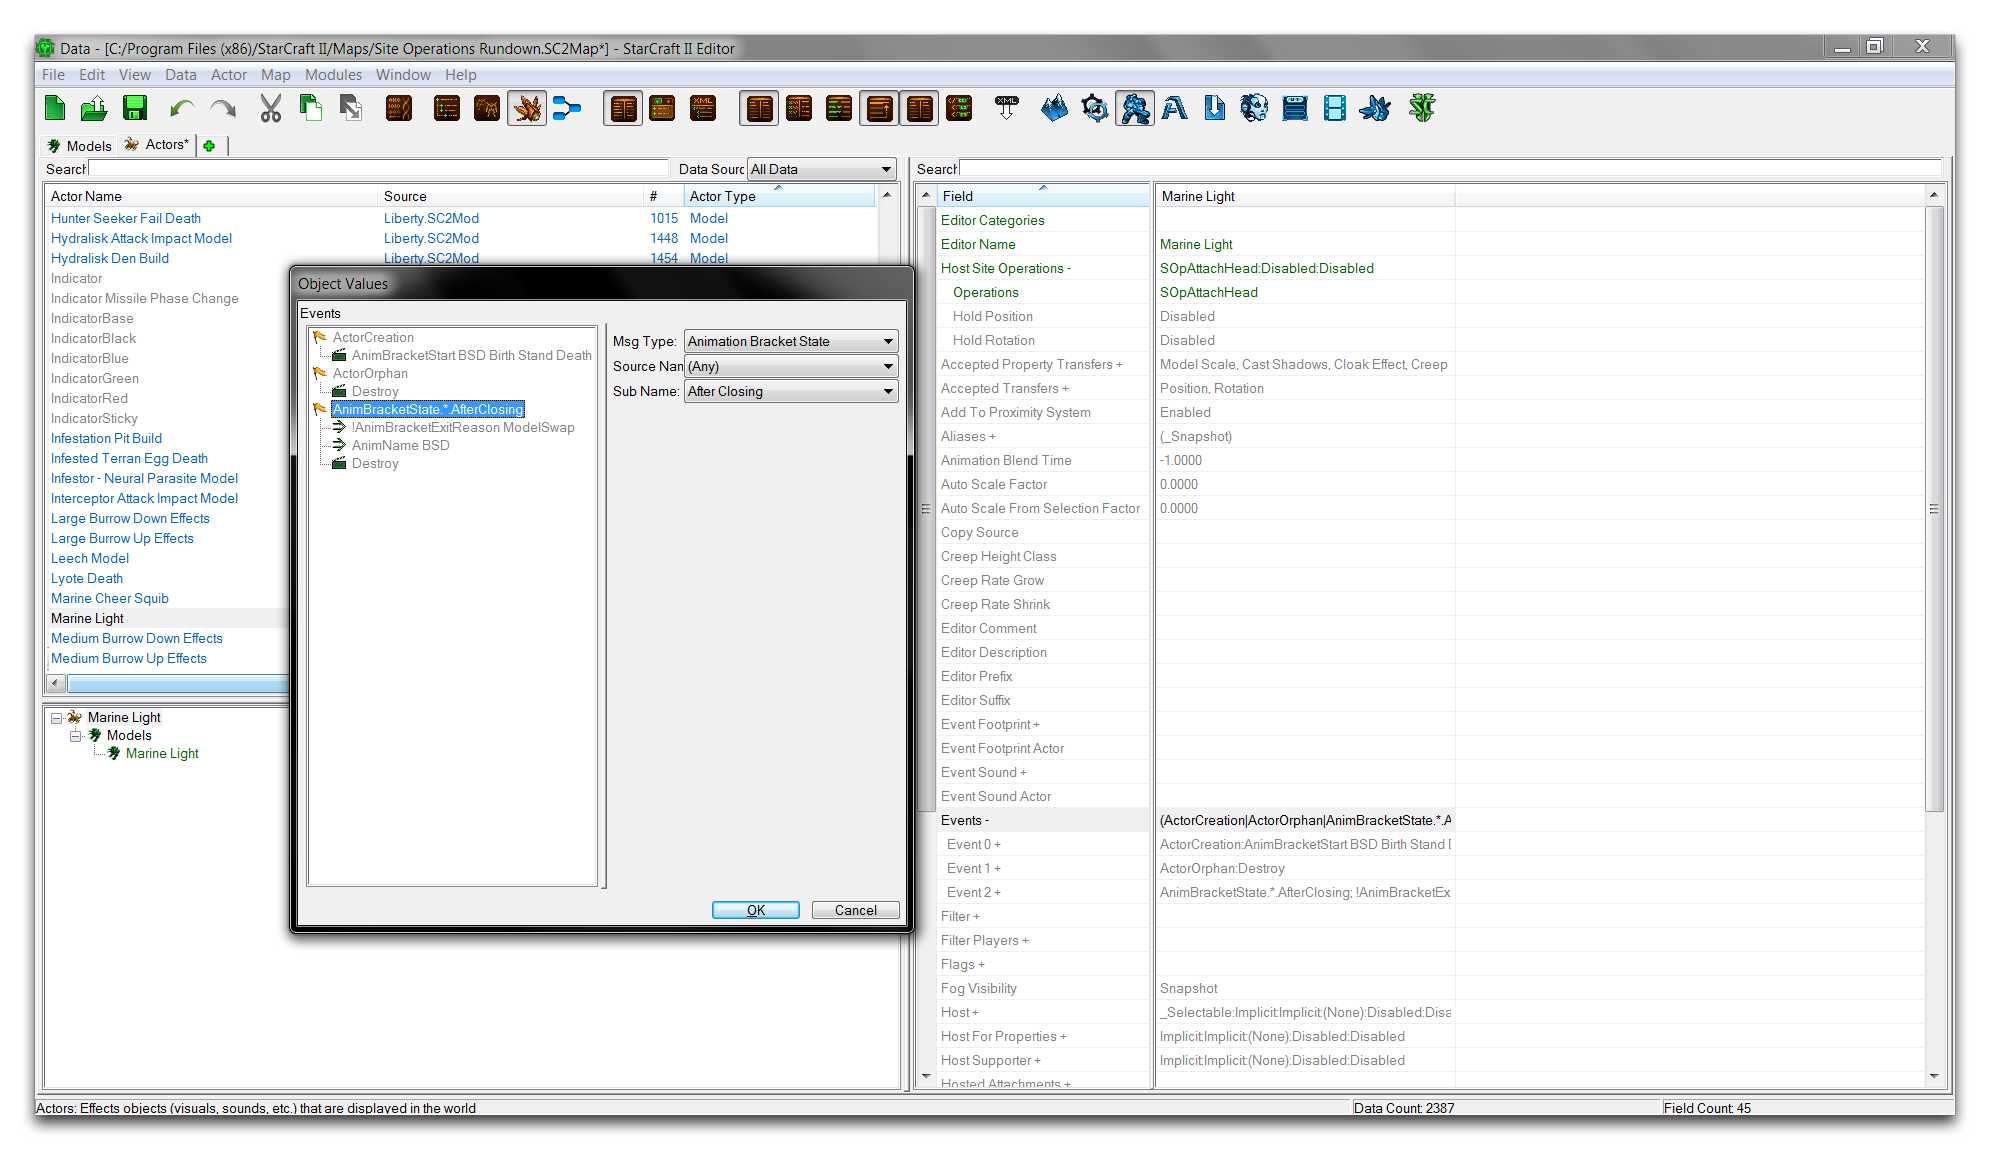 Data - [C:/Program Files (x86)/StarCraft II/Maps/Site Operations Rundown.SC2Map*] - StarCraft II Editor
File Edit View Data Actor Map Modules Window Help
Models Actors*
Search Data Sourc All Data
Actor Name Source # Actor Type
Hunter Seeker Fail Death Liberty.SC2Mod 1015 Model
Hydralisk Attack Impact Model Liberty.SC2Mod 1448 Model
Hydralisk Den Build Liberty.SC2Mod 1454 Model
Indicator
Indicator Missile Phase Change
IndicatorBase
IndicatorBlack
IndicatorBlue
IndicatorGreen
IndicatorRed
IndicatorSticky
Infestation Pit Build
Infested Terran Egg Death
Infestor - Neural Parasite Model
Interceptor Attack Impact Model
Large Burrow Down Effects
Large Burrow Up Effects
Leech Model
Lyote Death
Marine Cheer Squib
Marine Light
Medium Burrow Down Effects
Medium Burrow Up Effects
Marine Light
Models
Marine Light
Object Values
Events
ActorCreation
AnimBracketStart BSD Birth Stand Death
ActorOrphan
Destroy
AnimBracketState.*.AfterClosing
!AnimBracketExitReason ModelSwap
AnimName BSD
Destroy
Msg Type: Animation Bracket State
Source Nan (Any)
Sub Name: After Closing
OK Cancel
Search
Field Marine Light
Editor Categories
Editor Name Marine Light
Host Site Operations - SOpAttachHead:Disabled:Disabled
Operations SOpAttachHead
Hold Position Disabled
Hold Rotation Disabled
Accepted Property Transfers + Model Scale, Cast Shadows, Cloak Effect, Creep
Accepted Transfers + Position, Rotation
Add To Proximity System Enabled
Aliases + (_Snapshot)
Animation Blend Time -1.0000
Auto Scale Factor 0.0000
Auto Scale From Selection Factor 0.0000
Copy Source
Creep Height Class
Creep Rate Grow
Creep Rate Shrink
Editor Comment
Editor Description
Editor Prefix
Editor Suffix
Event Footprint +
Event Footprint Actor
Event Sound +
Event Sound Actor
Events - (ActorCreation|ActorOrphan|AnimBracketState.*.A
Event 0 + ActorCreation:AnimBracketStart BSD Birth Stand [
Event 1 + ActorOrphan:Destroy
Event 2 + AnimBracketState.*.AfterClosing; !AnimBracketEx
Filter +
Filter Players +
Flags +
Fog Visibility Snapshot
Host + _Selectable:Implicit:Implicit:(None):Disabled:Disa
Host For Properties + Implicit:Implicit:(None):Disabled:Disabled
Host Supporter + Implicit:Implicit:(None):Disabled:Disabled
Hosted Attachments +
Actors: Effects objects (visuals, sounds, etc.) that are displayed in the world Data Count: 2387 Field Count: 45